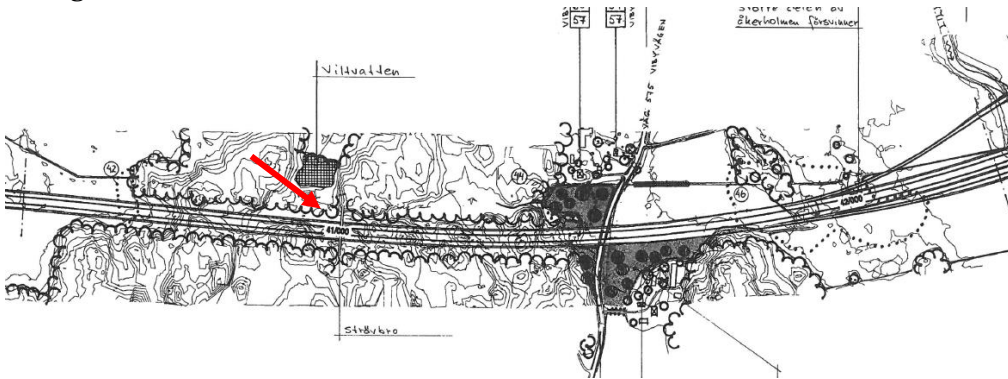 57
57
VÄG 575 VIBYVÄGEN
större delen av
åkerholmen försvinner
Viltvatten
42
44
46
41/000
42/000
Strövbro